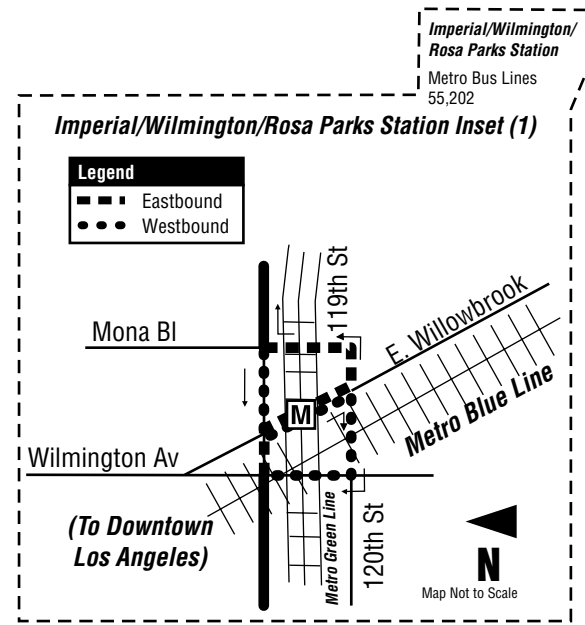 Imperial/Wilmington/
Rosa Parks Station
Metro Bus Lines
55,202
Imperial/Wilmington/Rosa Parks Station Inset (1)
Legend
Eastbound
Westbound
119th St
Mona Bl
E. Willowbrook
M
Metro Blue Line
Wilmington Av
(To Downtown
Los Angeles)
Metro Green Line
120th St
N
Map Not to Scale